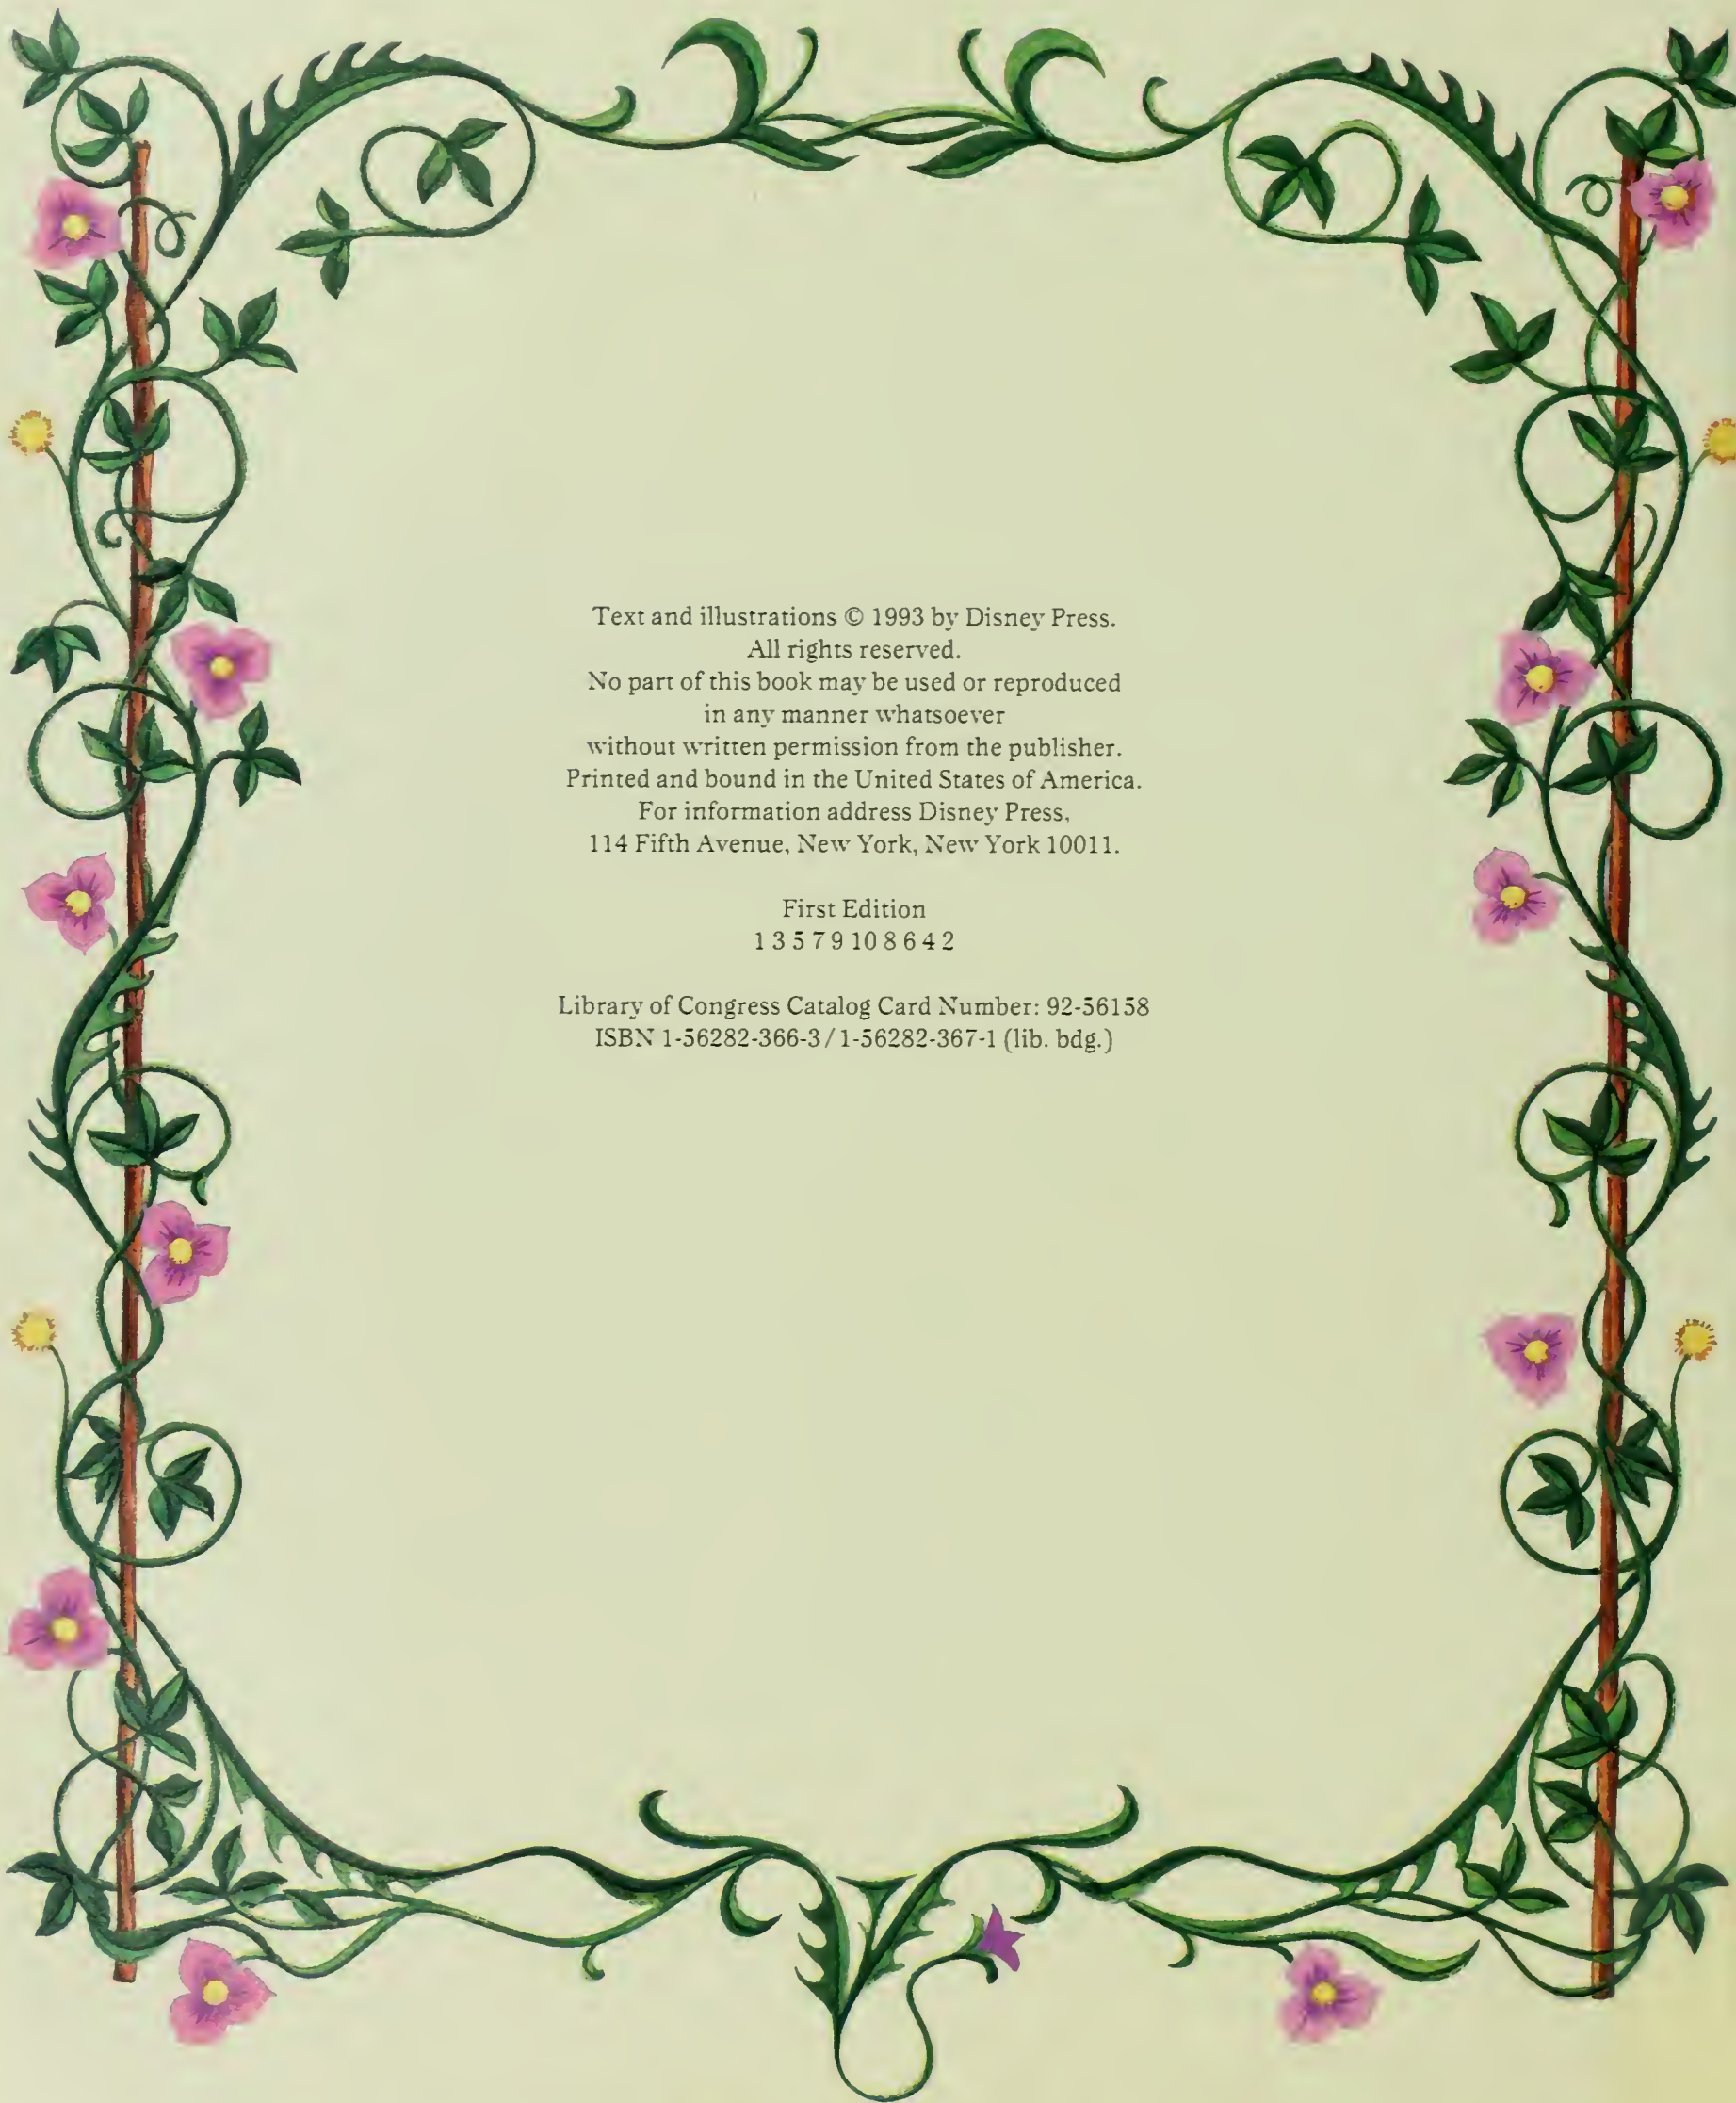 Text and illustrations © 1993 by Disney Press.
All rights reserved.
No part of this book may be used or reproduced
in any manner whatsoever
without written permission from the publisher.
Printed and bound in the United States of America.
For information address Disney Press,
114 Fifth Avenue, New York, New York 10011.
First Edition
1 3 5 7 9 10 8 6 4 2
Library of Congress Catalog Card Number: 92-56158
ISBN 1-56282-366-3/1-56282-367-1 (lib. bdg.)